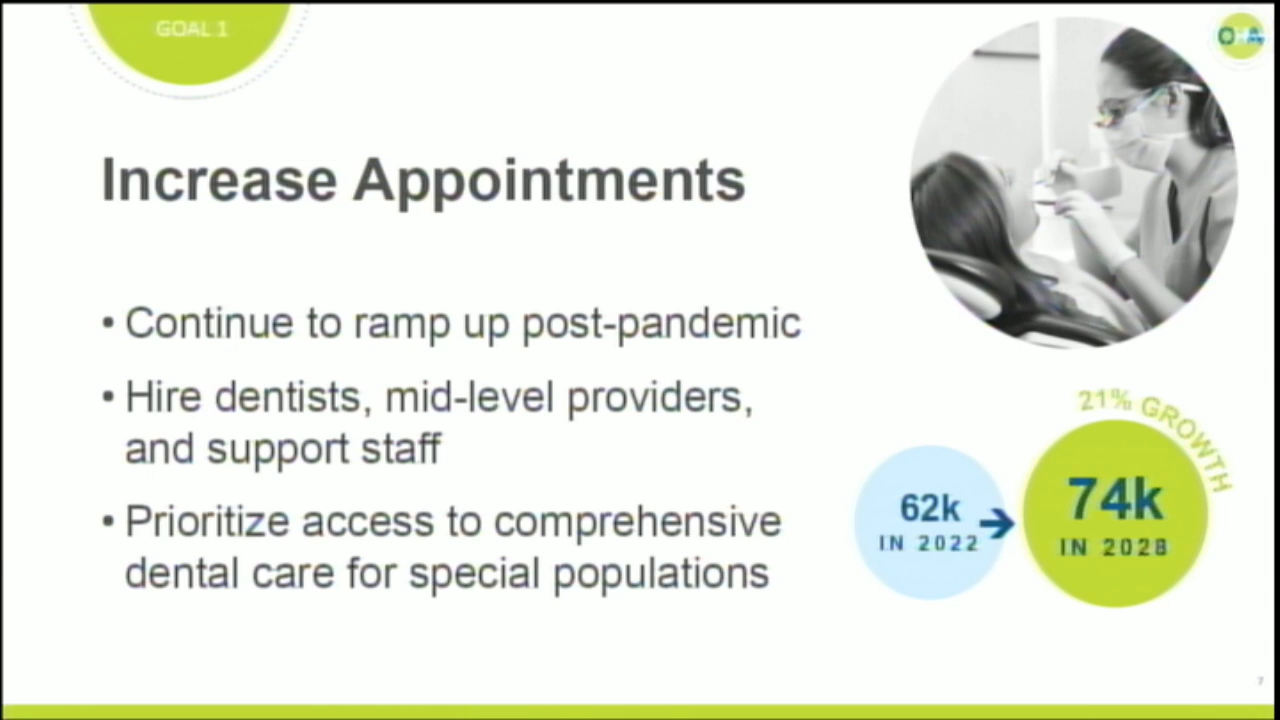 GOAL 1
Increase Appointments
• Continue to ramp up post-pandemic
• Hire dentists, mid-level providers,
and support staff
• Prioritize access to comprehensive
dental care for special populations
21% GROWTH
62k
IN 2022
74k
IN 2028
7